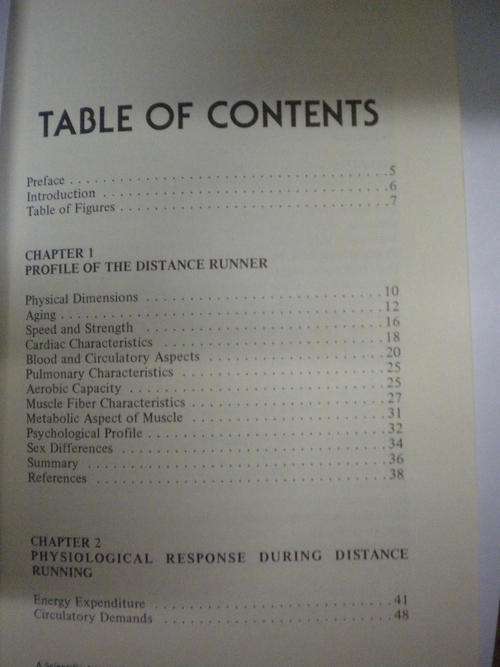 TABLE OF CONTENTS
Preface . . . . . . . . . . . . . . . . . . . . . . . . . . . . . . . . . . . . . . . 5
Introduction . . . . . . . . . . . . . . . . . . . . . . . . . . . . . . . . . . . 6
Table of Figures . . . . . . . . . . . . . . . . . . . . . . . . . . . . . . . . . 7
CHAPTER 1
PROFILE OF THE DISTANCE RUNNER
Physical Dimensions . . . . . . . . . . . . . . . . . . . . . . . . . . . . . 10
Aging . . . . . . . . . . . . . . . . . . . . . . . . . . . . . . . . . . . . . . . 12
Speed and Strength . . . . . . . . . . . . . . . . . . . . . . . . . . . . . 16
Cardiac Characteristics . . . . . . . . . . . . . . . . . . . . . . . . . . . 18
Blood and Circulatory Aspects . . . . . . . . . . . . . . . . . . . . . . 20
Pulmonary Characteristics . . . . . . . . . . . . . . . . . . . . . . . . . 25
Aerobic Capacity . . . . . . . . . . . . . . . . . . . . . . . . . . . . . . . 25
Muscle Fiber Characteristics . . . . . . . . . . . . . . . . . . . . . . . 27
Metabolic Aspect of Muscle . . . . . . . . . . . . . . . . . . . . . . . . 31
Psychological Profile . . . . . . . . . . . . . . . . . . . . . . . . . . . . . 32
Sex Differences . . . . . . . . . . . . . . . . . . . . . . . . . . . . . . . . 34
Summary . . . . . . . . . . . . . . . . . . . . . . . . . . . . . . . . . . . . 36
References . . . . . . . . . . . . . . . . . . . . . . . . . . . . . . . . . . . 38
CHAPTER 2
PHYSIOLOGICAL RESPONSE DURING DISTANCE
RUNNING
Energy Expenditure . . . . . . . . . . . . . . . . . . . . . . . . . . . . . 41
Circulatory Demands . . . . . . . . . . . . . . . . . . . . . . . . . . . . 48
A